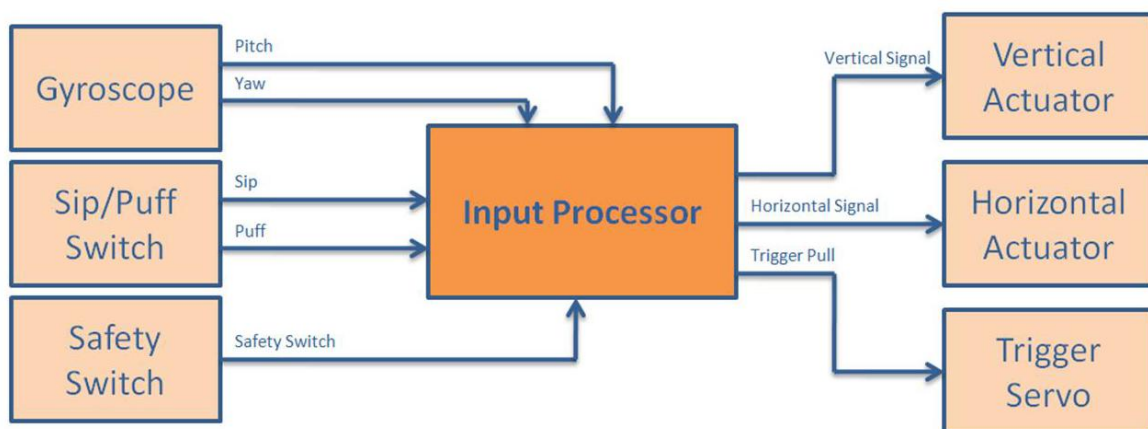 Gyroscope
Pitch
Yaw
Sip/Puff
Switch
Sip
Puff
Safety
Switch
Safety Switch
Input Processor
Vertical Signal
Horizontal Signal
Trigger Pull
Vertical
Actuator
Horizontal
Actuator
Trigger
Servo